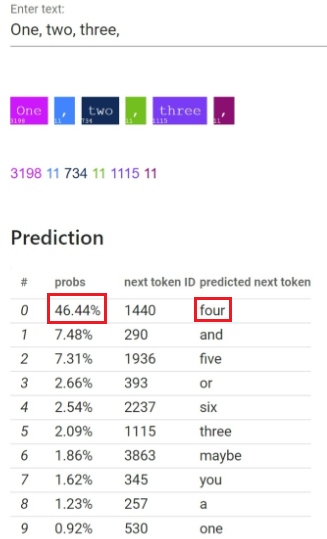 Enter text:
One, two, three,
One , two , three ,
3198 11 734 11 1115 11
3198 11 734 11 1115 11
Prediction
# probs next token ID predicted next token
0 46.44% 1440 four
1 7.48% 290 and
2 7.31% 1936 five
3 2.66% 393 or
4 2.54% 2237 six
5 2.09% 1115 three
6 1.86% 3863 maybe
7 1.62% 345 you
8 1.23% 257 a
9 0.92% 530 one